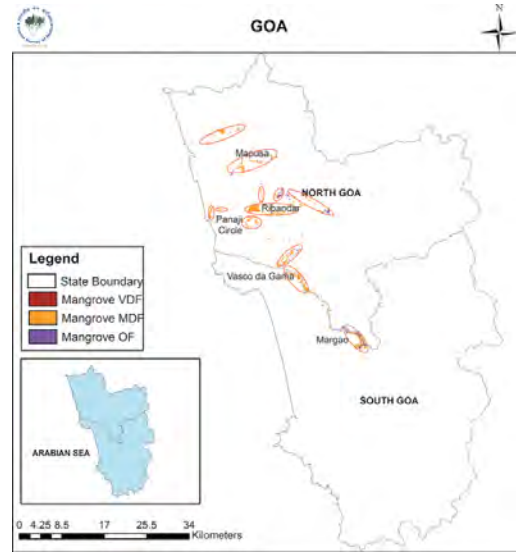 GOA
N
Mapusa
NORTH GOA
Ribandar
Panaji
Circle
Vasco da Gama
Margao
SOUTH GOA
Legend
State Boundary
Mangrove VDF
Mangrove MDF
Mangrove OF
ARABIAN SEA
0 4.25 8.5 17 25.5 34
Kilometers